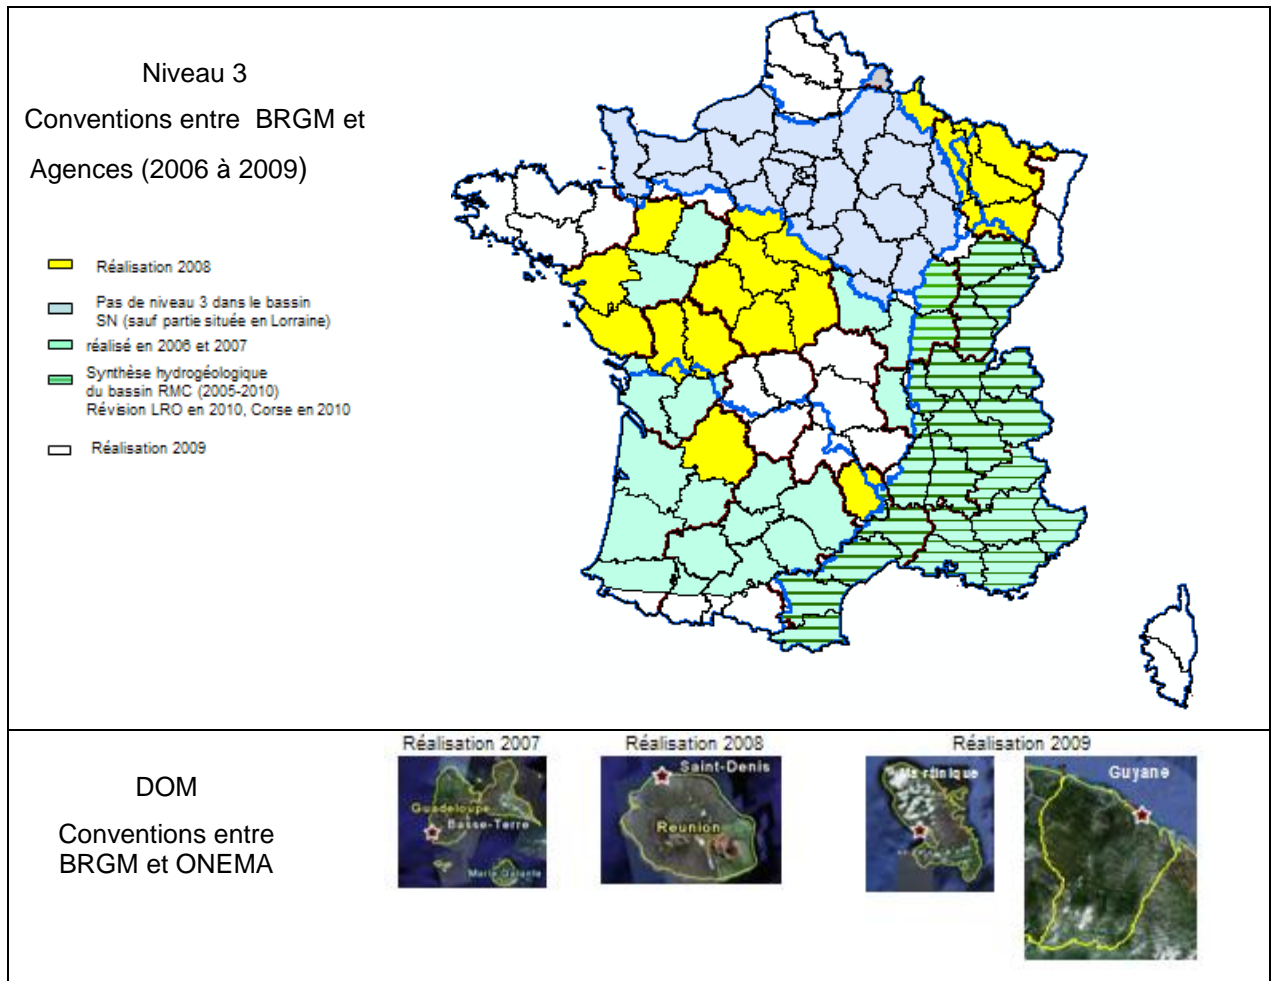 Niveau 3
Conventions entre BRGM et
Agences (2006 à 2009)
Réalisation 2008
Pas de niveau 3 dans le bassin
SN (sauf partie située en Lorraine)
réalisé en 2006 et 2007
Synthèse hydrogéologique
du bassin RMC (2005-2010)
Révision LRO en 2010, Corse en 2010
Réalisation 2009
DOM
Conventions entre
BRGM et ONEMA
Réalisation 2007
Guadeloupe
Basse-Terre
Marie Galante
Réalisation 2008
Saint-Denis
Reunion
Réalisation 2009
Martinique
Guyane